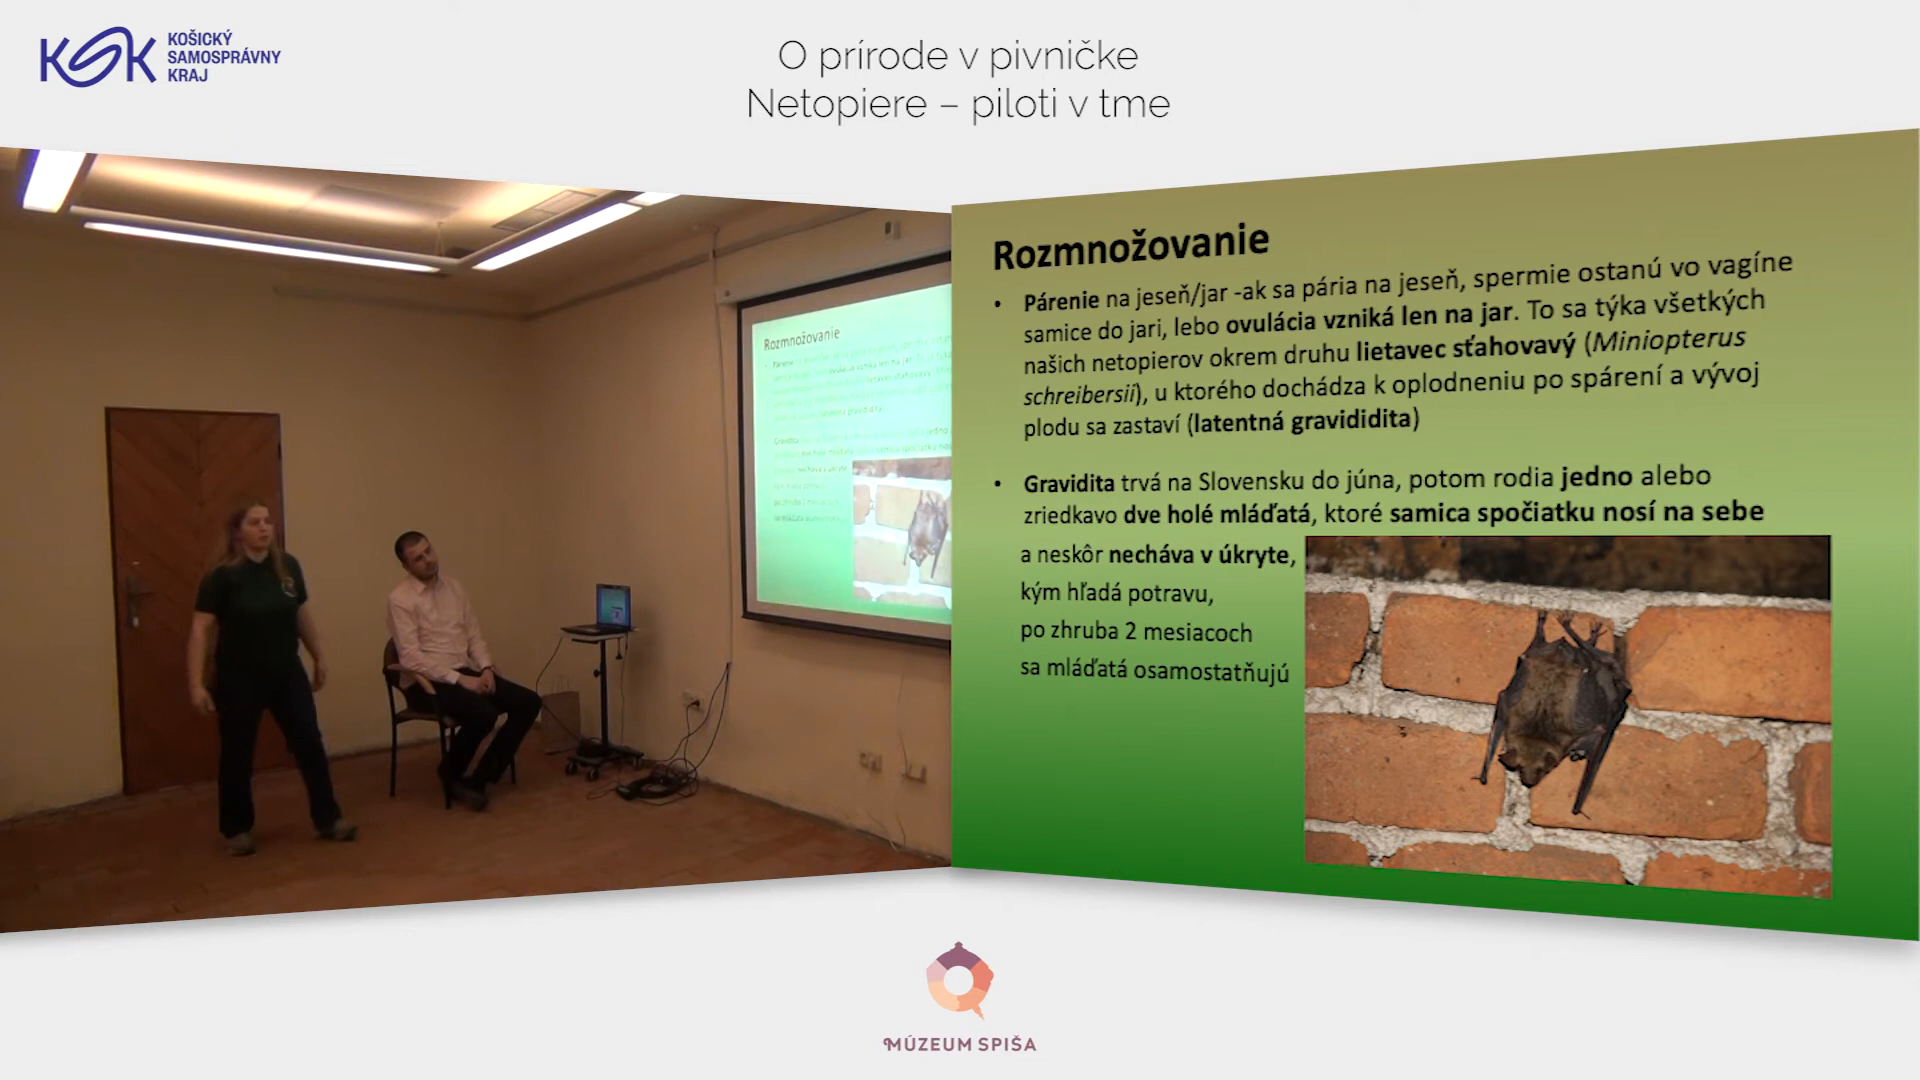 KSK KOŠICKÝ
SAMOSPRÁVNY
KRAJ
O prírode v pivničke
Netopiere – piloti v tme
Rozmnožovanie
Rozmnožovanie
• Párenie na jeseň/jar -ak sa pária na jeseň, spermie ostanú vo vagíne
samice do jari, lebo ovulácia vzniká len na jar. To sa týka všetkých
našich netopierov okrem druhu lietavec sťahovavý (Miniopterus
schreibersii), u ktorého dochádza k oplodneniu po spárení a vývoj
plodu sa zastaví (latentná gravididita)
• Gravidita trvá na Slovensku do júna, potom rodia jedno alebo
zriedkavo dve holé mláďatá, ktoré samica spočiatku nosí na sebe
a neskôr necháva v úkryte,
kým hľadá potravu,
po zhruba 2 mesiacoch
sa mláďatá osamostatňujú
MÚZEUM SPIŠA